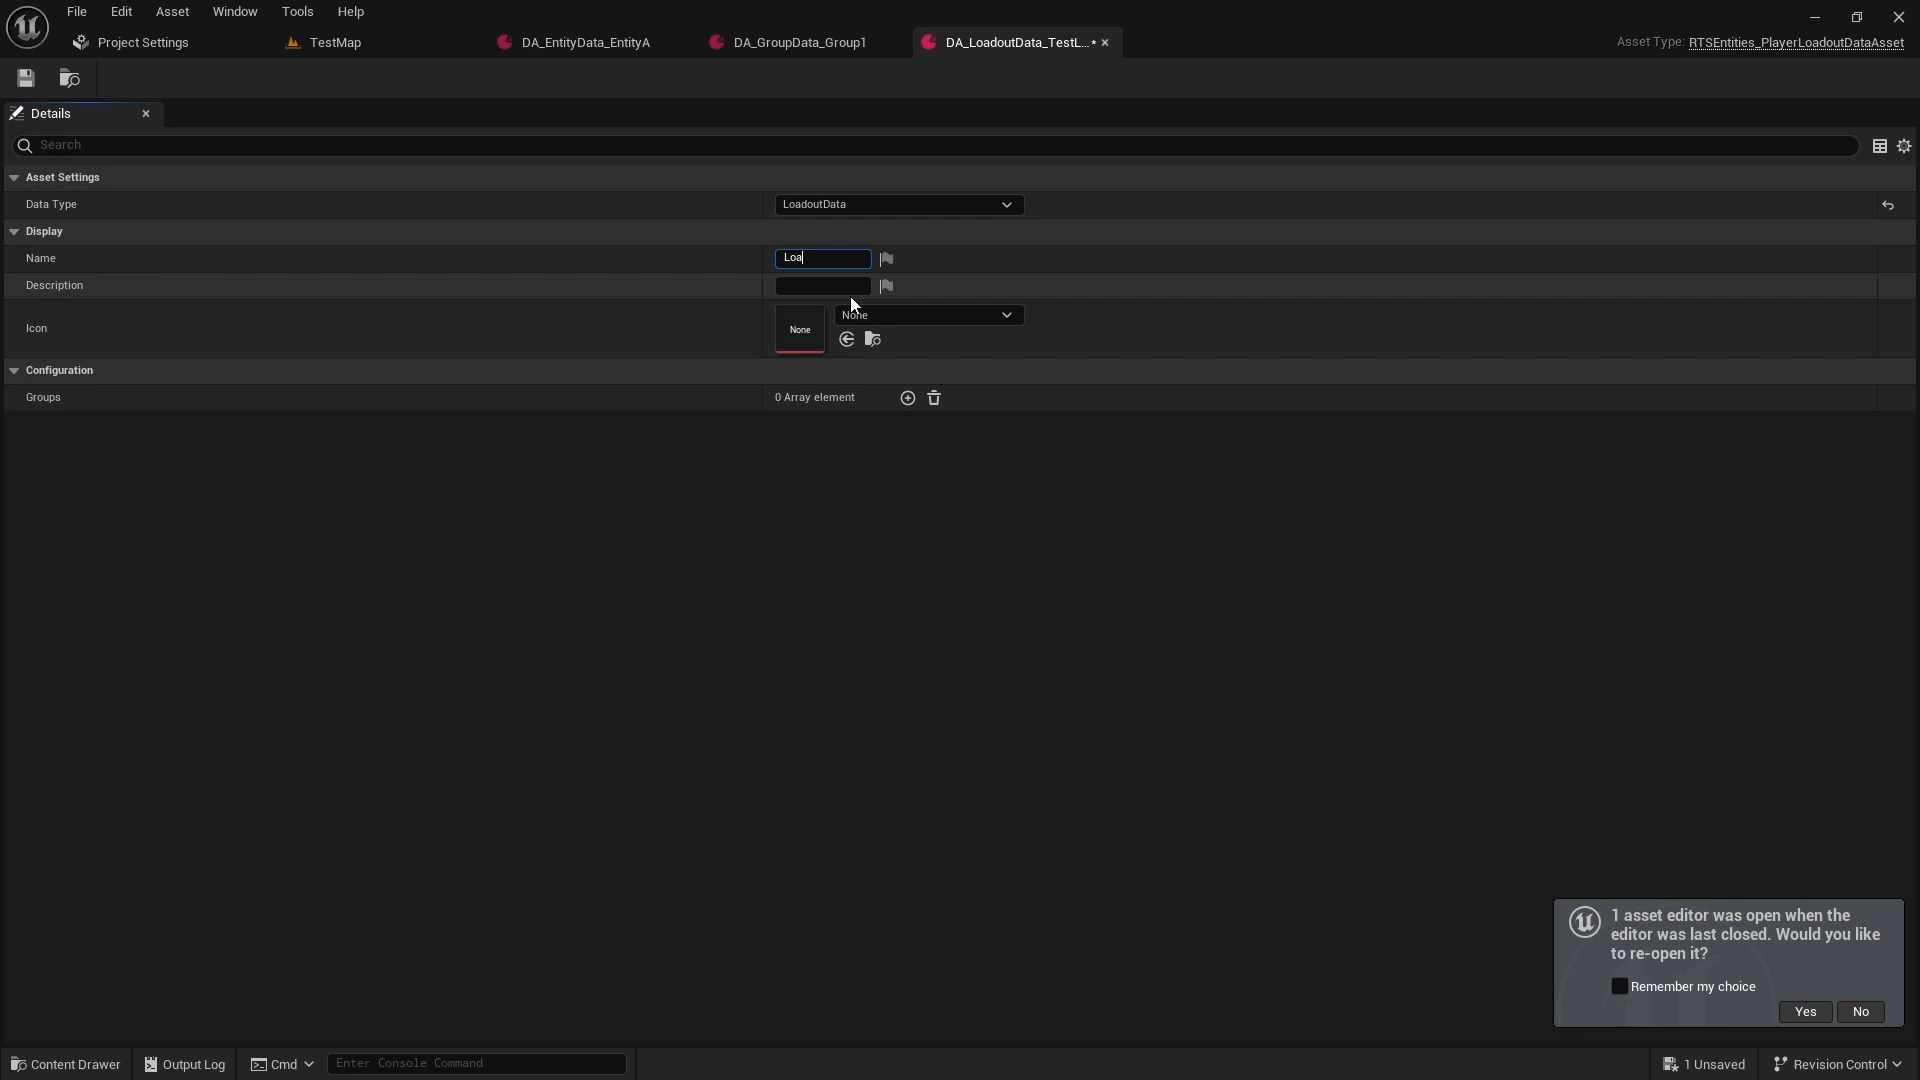 File Edit Asset Window Tools Help
Project Settings TestMap DA_EntityData_EntityA DA_GroupData_Group1 DA_LoadoutData_TestL...* Asset Type: RTSEntities_PlayerLoadoutDataAsset
Details
Search
Asset Settings
Data Type LoadoutData
Display
Name Loa
Description
Icon None None
Configuration
Groups 0 Array element
1 asset editor was open when the
editor was last closed. Would you like
to re-open it?
Remember my choice
Yes No
Content Drawer Output Log Cmd Enter Console Command 1 Unsaved Revision Control